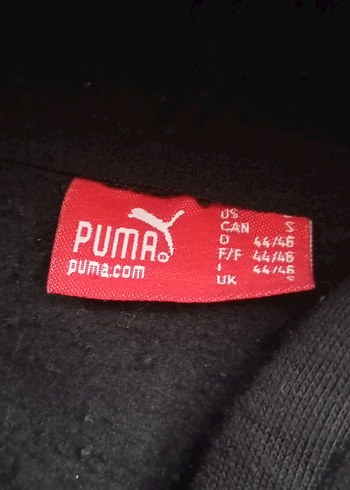 PUMA®
puma.com
US
CAN S
D 44/46
F/F 44/46
I 44/46
UK S